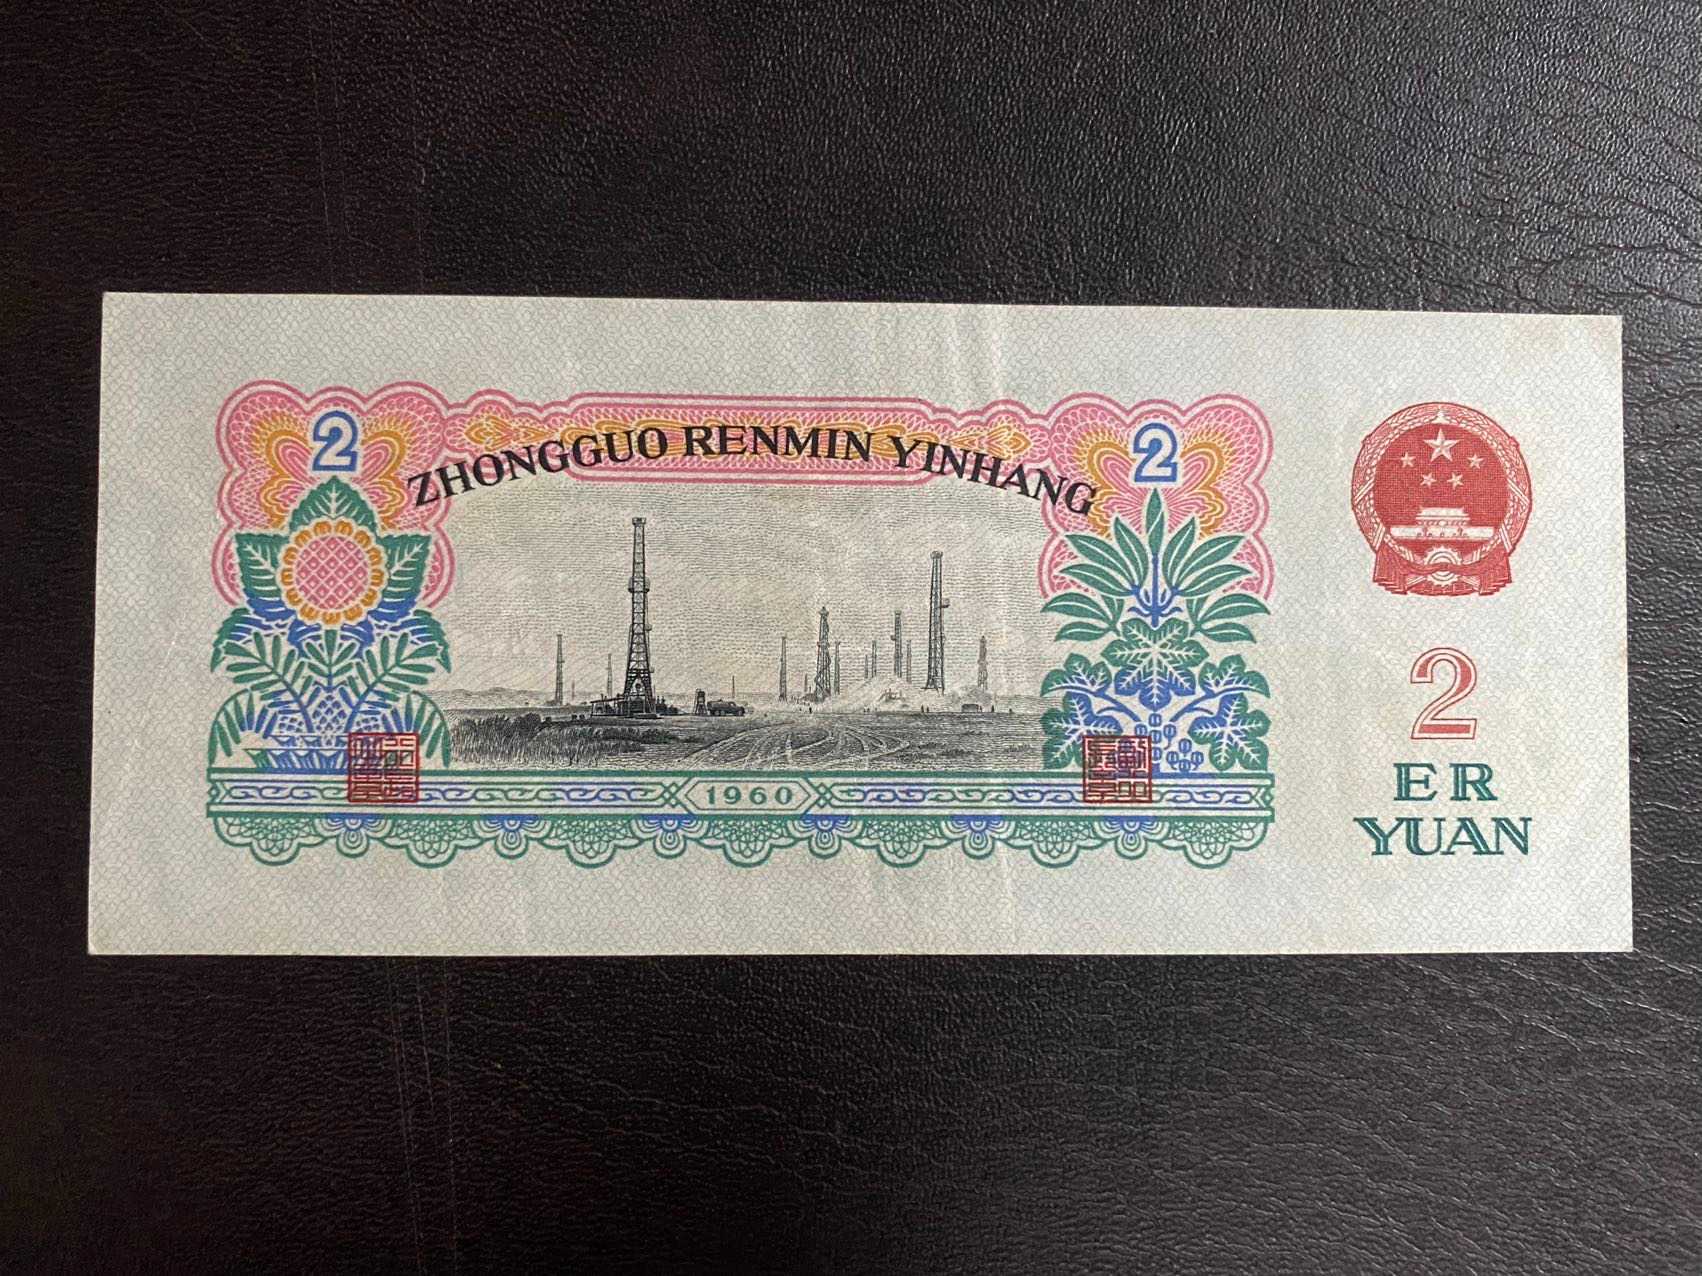 2
ZHONGGUO RENMIN YINHANG
2
1960
2
ER
YUAN